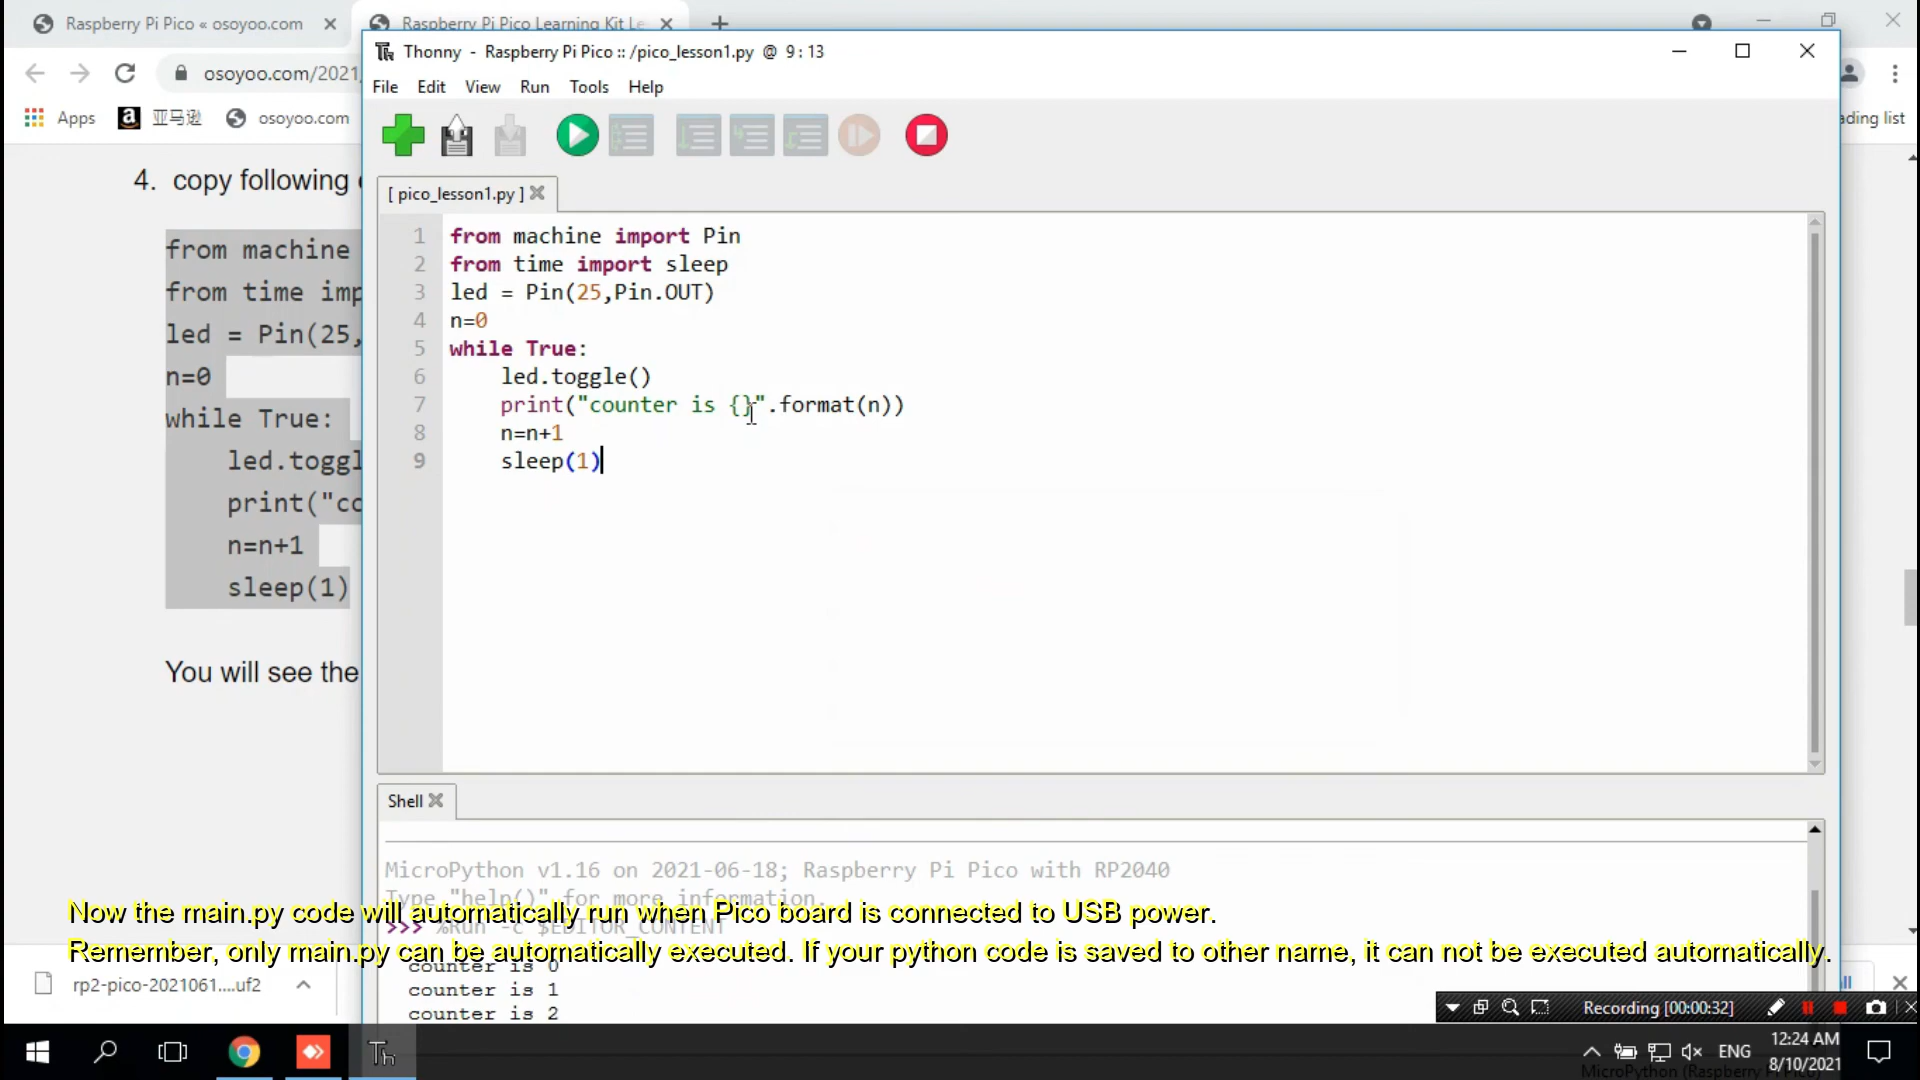 Raspberry Pi Pico « osoyoo.com
Raspberry Pi Pico Learning Kit Le
Thonny - Raspberry Pi Pico :: /pico_lesson1.py @ 9 : 13
osoyoo.com/2021
File Edit View Run Tools Help
Apps
a 亚马逊
osoyoo.com
ading list
[ pico_lesson1.py ]
4. copy following
from machine
from time imp
led = Pin(25,
n=0
while True:
led.toggl
print("co
n=n+1
sleep(1)
You will see the
1 from machine import Pin
2 from time import sleep
3 led = Pin(25,Pin.OUT)
4 n=0
5 while True:
6 led.toggle()
7 print("counter is {}".format(n))
8 n=n+1
9 sleep(1)
Shell
MicroPython v1.16 on 2021-06-18; Raspberry Pi Pico with RP2040
Type "help()" for more information.
>>> %Run -c $EDITOR_CONTENT
counter is 0
counter is 1
counter is 2
Now the main.py code will automatically run when Pico board is connected to USB power.
Remember, only main.py can be automatically executed. If your python code is saved to other name, it can not be executed automatically.
rp2-pico-2021061....uf2
Recording [00:00:32]
Th
ENG
12:24 AM
8/10/2021
MicroPython (Raspberry Pi Pico)